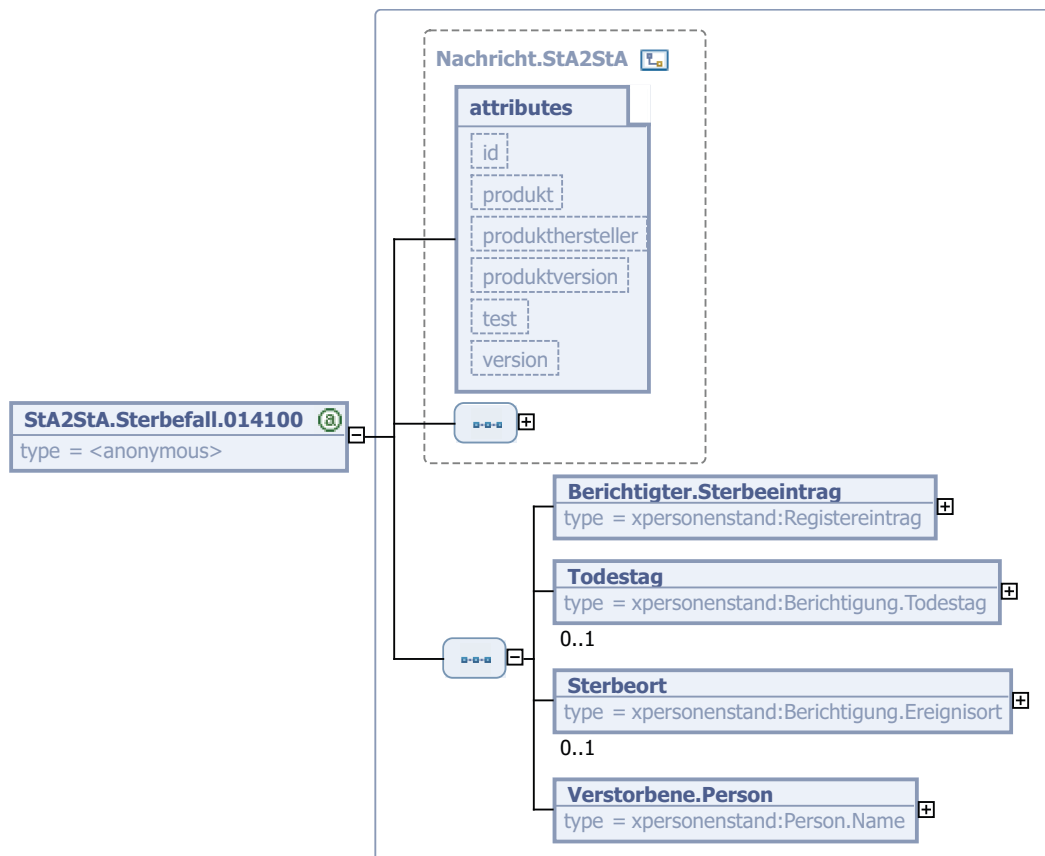 Nachricht.StA2StA
attributes
id
produkt
produkthersteller
produktversion
test
version
StA2StA.Sterbefall.014100 @
type = <anonymous>
Berichtigter.Sterbeeintrag
type = xpersonenstand:Registereintrag
Todestag
type = xpersonenstand:Berichtigung.Todestag
0..1
Sterbeort
type = xpersonenstand:Berichtigung.Ereignisort
0..1
Verstorbene.Person
type = xpersonenstand:Person.Name